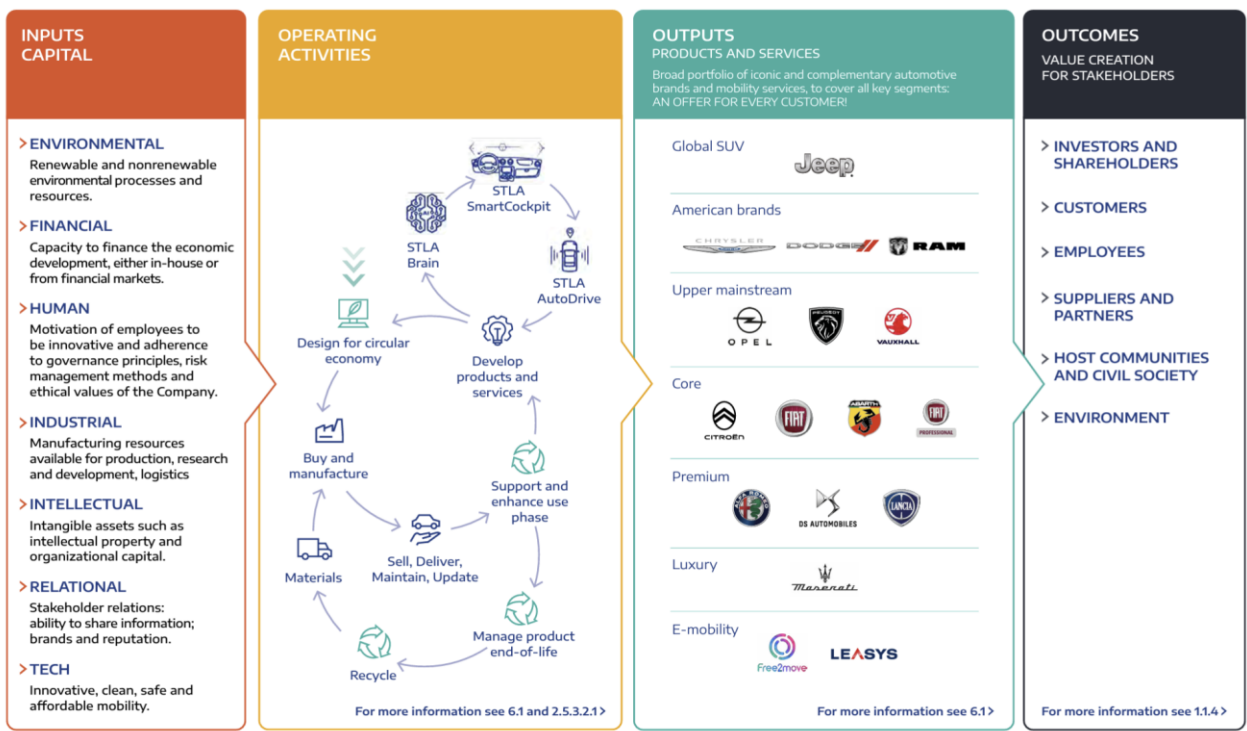 INPUTS
CAPITAL
>ENVIRONMENTAL
Renewable and nonrenewable
environmental processes and
resources.
>FINANCIAL
Capacity to finance the economic
development, either in-house or
from financial markets.
>HUMAN
Motivation of employees to
be innovative and adherence
to governance principles, risk
management methods and
ethical values of the Company.
>INDUSTRIAL
Manufacturing resources
available for production, research
and development, logistics
>INTELLECTUAL
Intangible assets such as
intellectual property and
organizational capital.
>RELATIONAL
Stakeholder relations:
ability to share information;
brands and reputation.
>TECH
Innovative, clean, safe and
affordable mobility.
OPERATING
ACTIVITIES
STLA
SmartCockpit
STLA
Brain
STLA
AutoDrive
Design for circular
economy
Develop
products and
services
Buy and
manufacture
Support and
enhance use
phase
Sell, Deliver,
Maintain, Update
Materials
Manage product
end-of-life
Recycle
For more information see 6.1 and 2.5.3.2.1>
OUTPUTS
PRODUCTS AND SERVICES
Broad portfolio of iconic and complementary automotive
brands and mobility services, to cover all key segments:
AN OFFER FOR EVERY CUSTOMER!
Global SUV
Jeep
American brands
CHRYSLER DODGE RAM
Upper mainstream
OPEL PEUGEOT VAUXHALL
Core
CITROËN FIAT ABARTH FIAT PROFESSIONAL
Premium
ALFA ROMEO DS AUTOMOBILES LANCIA
Luxury
Maserati
E-mobility
Free2move LEASYS
For more information see 6.1>
OUTCOMES
VALUE CREATION
FOR STAKEHOLDERS
> INVESTORS AND
SHAREHOLDERS
> CUSTOMERS
> EMPLOYEES
> SUPPLIERS AND
PARTNERS
> HOST COMMUNITIES
AND CIVIL SOCIETY
> ENVIRONMENT
For more information see 1.1.4>